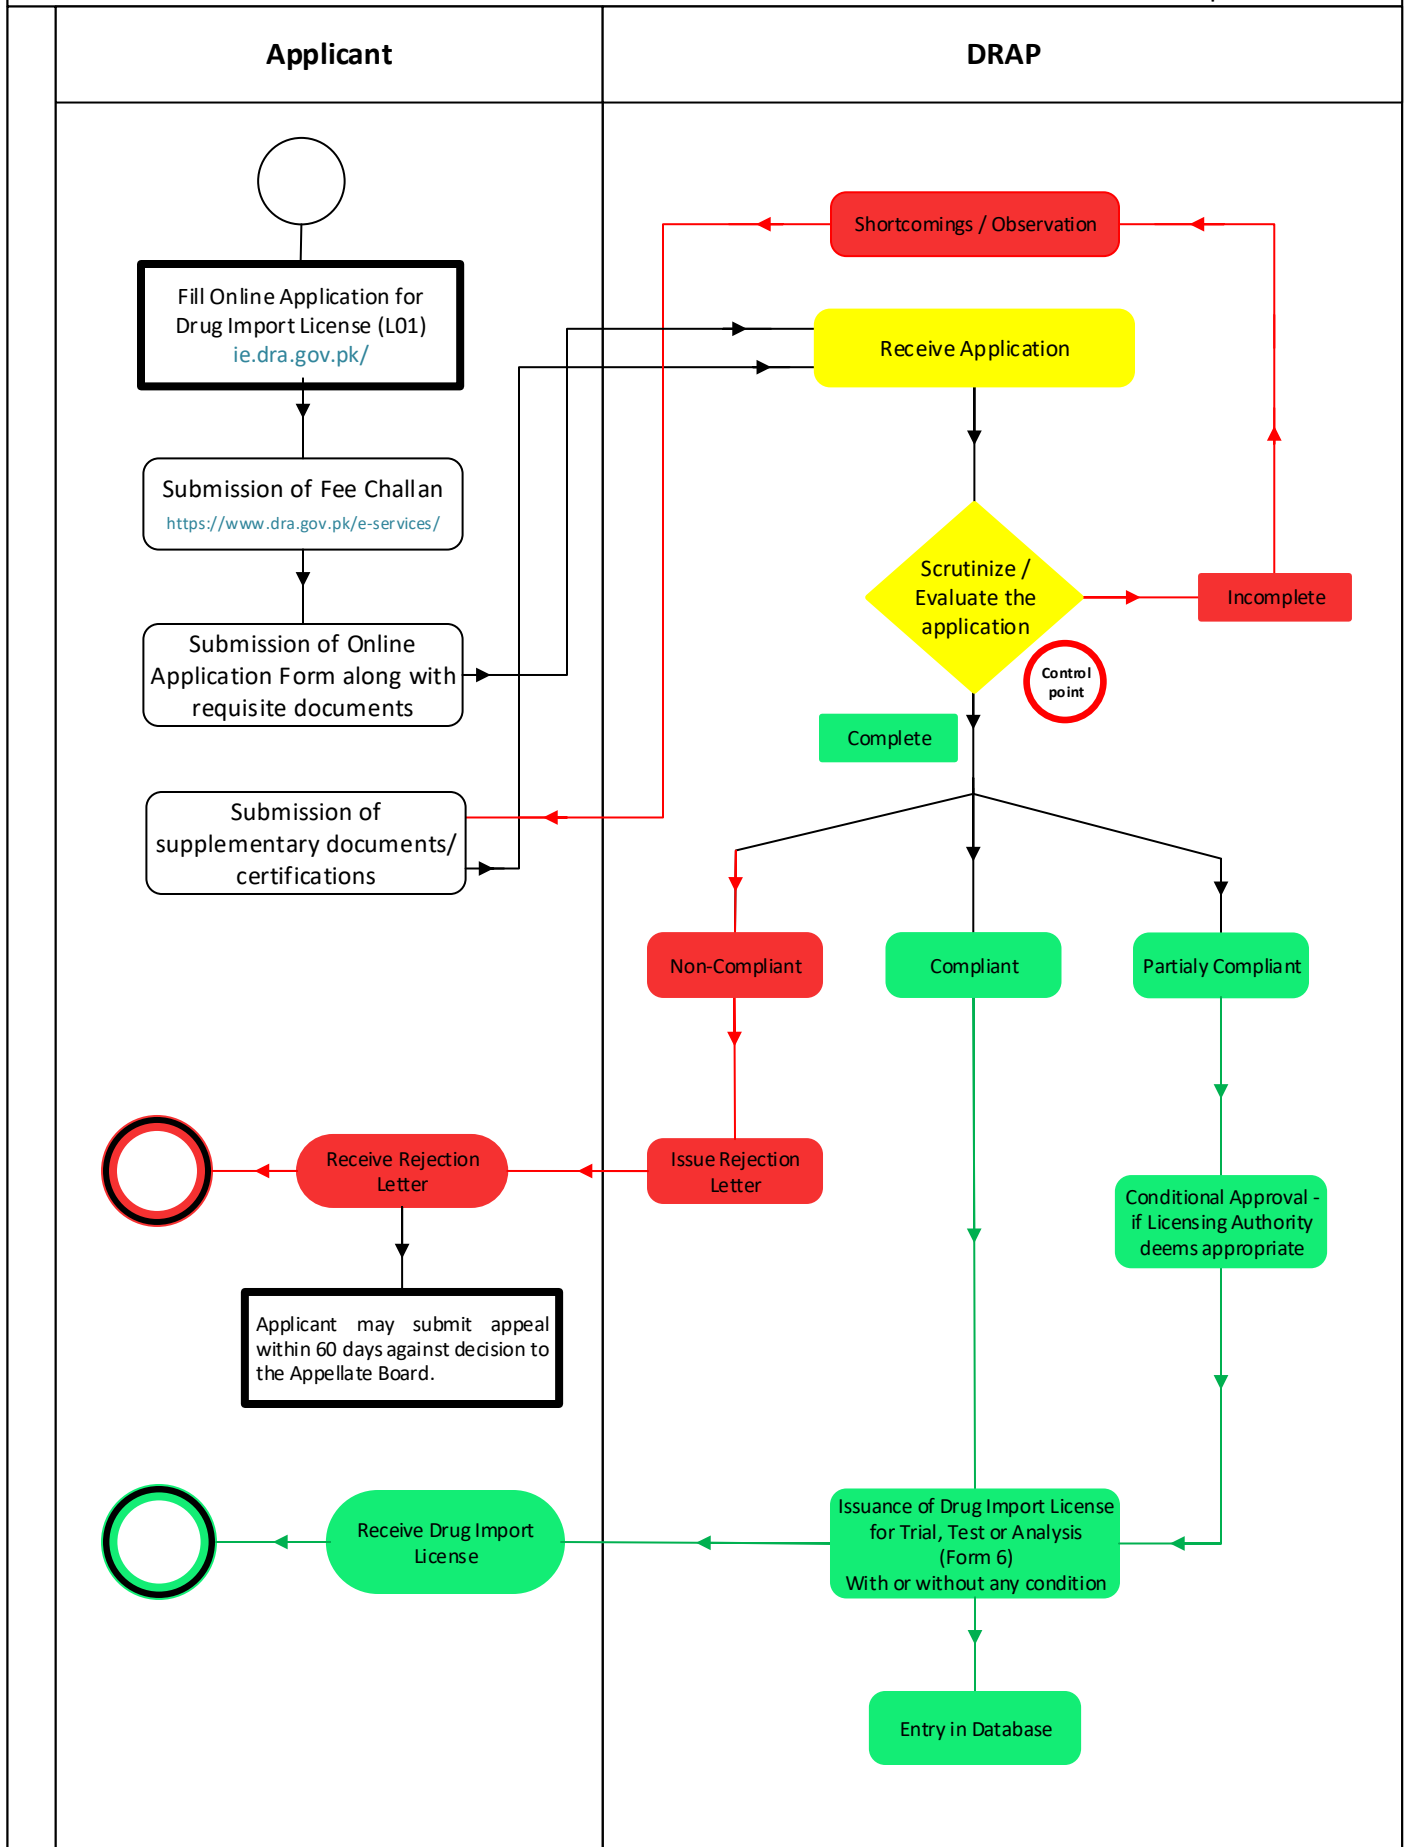 Applicant
DRAP
Fill Online Application for
Drug Import License (L01)
ie.dra.gov.pk/
Submission of Fee Challan
https://www.dra.gov.pk/e-services/
Submission of Online
Application Form along with
requisite documents
Submission of
supplementary documents/
certifications
Shortcomings / Observation
Receive Application
Scrutinize /
Evaluate the
application
Incomplete
Control
point
Complete
Non-Compliant
Compliant
Partialy Compliant
Receive Rejection
Letter
Issue Rejection
Letter
Conditional Approval -
if Licensing Authority
deems appropriate
Applicant may submit appeal
within 60 days against decision to
the Appellate Board.
Receive Drug Import
License
Issuance of Drug Import License
for Trial, Test or Analysis
(Form 6)
With or without any condition
Entry in Database